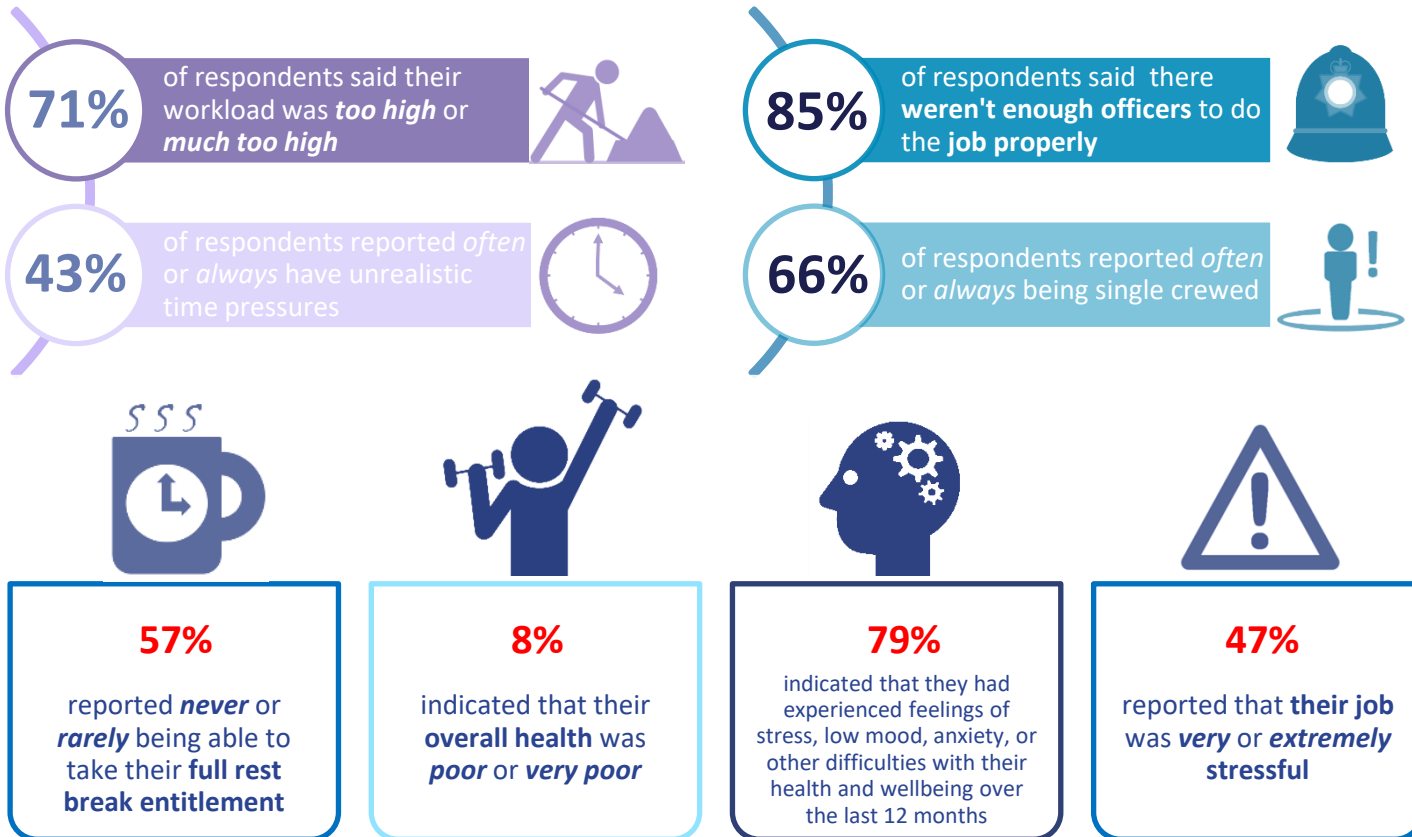 71%
of respondents said their
workload was too high or
much too high
85%
of respondents said there
weren't enough officers to do
the job properly
43%
of respondents reported often
or always have unrealistic
time pressures
66%
of respondents reported often
or always being single crewed
57%
reported never or
rarely being able to
take their full rest
break entitlement
8%
indicated that their
overall health was
poor or very poor
79%
indicated that they had
experienced feelings of
stress, low mood, anxiety, or
other difficulties with their
health and wellbeing over
the last 12 months
47%
reported that their job
was very or extremely
stressful